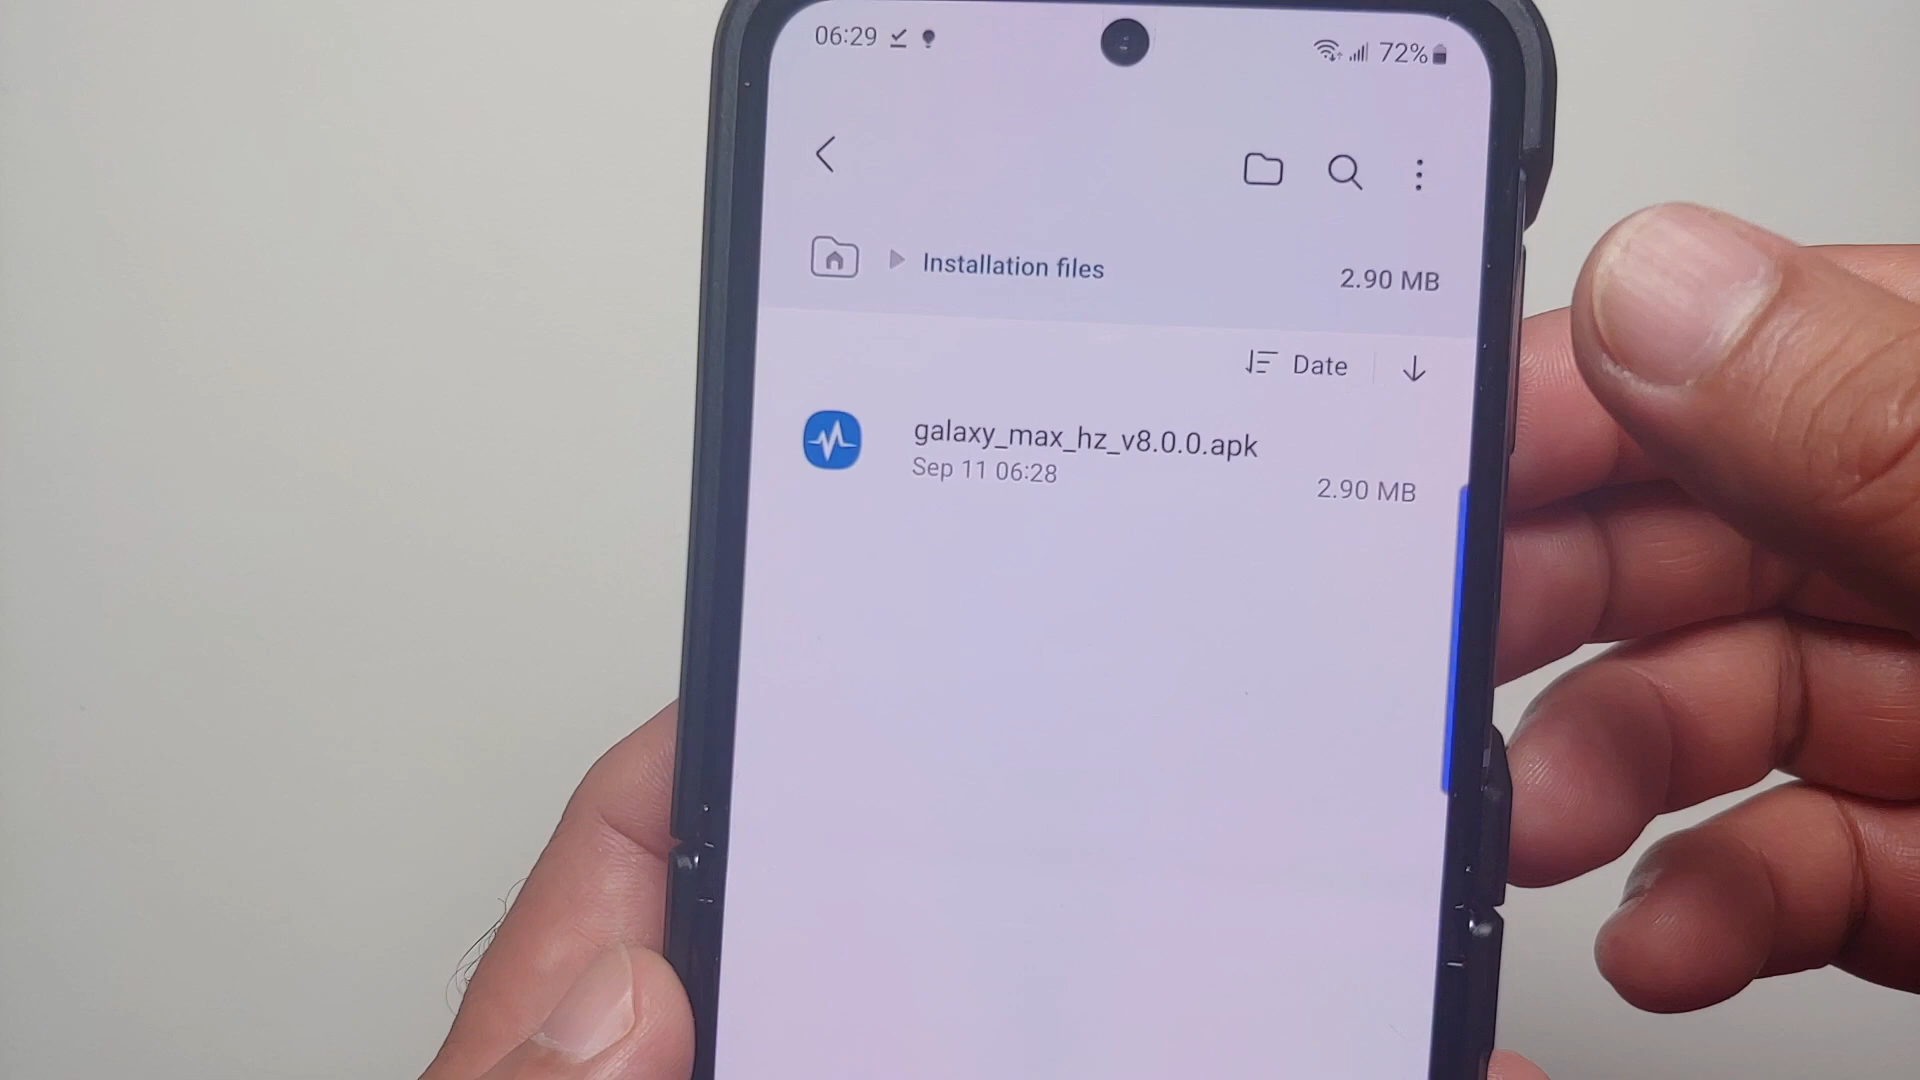 06:29
72%
Installation files
2.90 MB
Date
galaxy_max_hz_v8.0.0.apk
Sep 11 06:28
2.90 MB